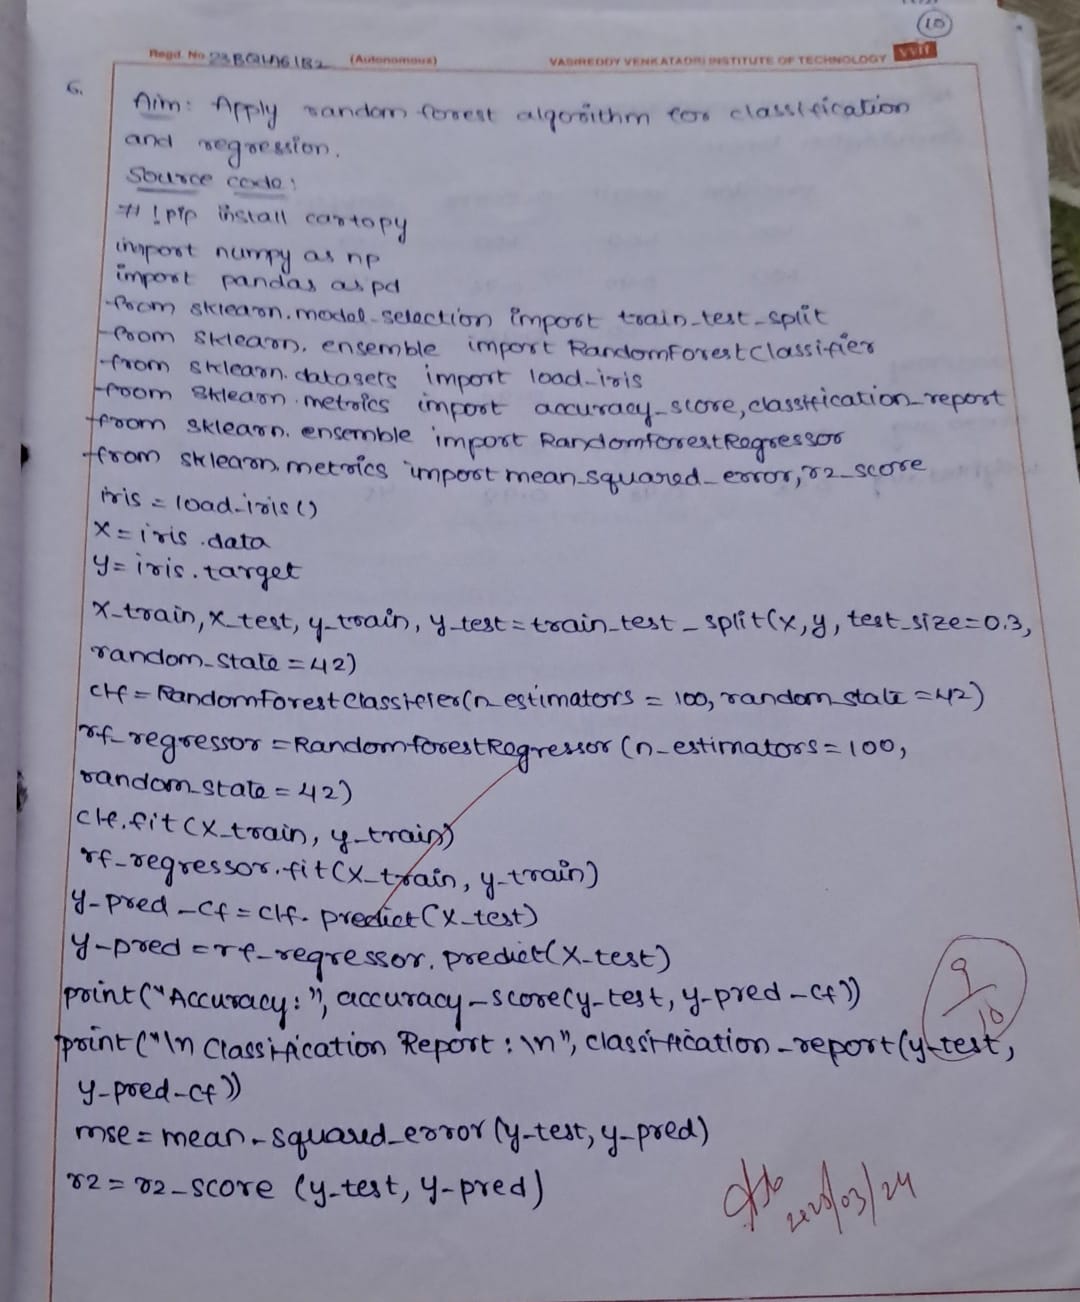 10
Regd. No 23BQ1A61B2 (Autonomous) VASIREDDY VENKATADRI INSTITUTE OF TECHNOLOGY VVIT
6.
Aim: Apply random forest algorithm for classification
and regression.
Source code:
# !pip install cartopy
import numpy as np
import pandas as pd
from sklearn.model_selection import train_test_split
from sklearn.ensemble import RandomForestClassifier
from sklearn.datasets import load_iris
from sklearn.metrics import accuracy_score, classification_report
from sklearn.ensemble import RandomForrestRegressor
from sklearn.metrics import mean_squared_error, r2_score
iris = load_iris()
X = iris.data
y = iris.target
X_train, x_test, y_train, y_test = train_test_split(x, y, test_size=0.3,
random_state = 42)
clf = RandomForestClassifier(n_estimators = 100, random_state = 42)
rf_regressor = RandomforestRegressor (n_estimators = 100,
random_state = 42)
clf.fit(X_train, y_train)
rf_regressor.fit(X_train, y_train)
y_pred_cf = clf.predict(X_test)
y_pred = rf_regressor.predict(X_test)
print("Accuracy:", accuracy_score(y_test, y_pred_cf))
print("\n Classification Report : \n", classification_report(y_test,
y_pred_cf))
9/10
mse = mean_squared_error (y_test, y_pred)
r2 = r2_score (y_test, y_pred)